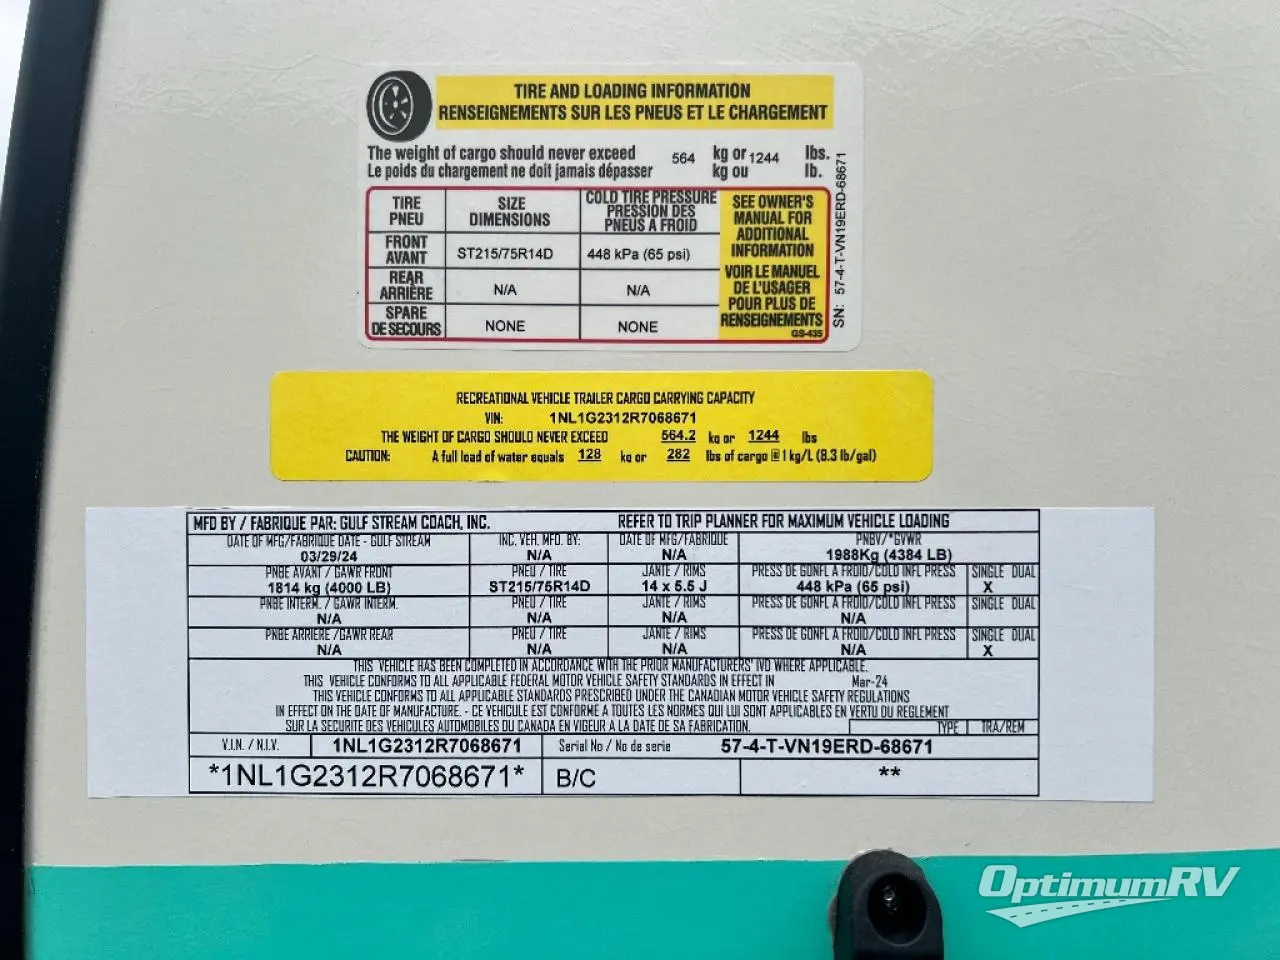 TIRE AND LOADING INFORMATION
RENSEIGNEMENTS SUR LES PNEUS ET LE CHARGEMENT
The weight of cargo should never exceed 564 kg or 1244 lbs.
Le poids du chargement ne doit jamais dépasser kg ou lb.
TIRE PNEU SIZE DIMENSIONS COLD TIRE PRESSURE PRESSION DES PNEUS A FROID
FRONT AVANT ST215/75R14D 448 kPa (65 psi)
REAR ARRIÈRE N/A N/A
SPARE DE SECOURS NONE NONE
SEE OWNER'S
MANUAL FOR
ADDITIONAL
INFORMATION
VOIR LE MANUEL
DE L'USAGER
POUR PLUS DE
RENSEIGNEMENTS
GS-435
SN: 57-4-T-VN19ERD-68671
RECREATIONAL VEHICLE TRAILER CARGO CARRYING CAPACITY
VIN: 1NL1G2312R7068671
THE WEIGHT OF CARGO SHOULD NEVER EXCEED 564.2 kg or 1244 lbs
CAUTION: A full load of water equals 128 kg or 282 lbs of cargo @ 1 kg/L (8.3 lb/gal)
MFD BY / FABRIQUE PAR: GULF STREAM COACH, INC. REFER TO TRIP PLANNER FOR MAXIMUM VEHICLE LOADING
DATE OF MFG/FABRIQUE DATE - GULF STREAM INC. VEH. MFD. BY: DATE OF MFG/FABRIQUE PNBV/*GVWR
03/29/24 N/A N/A 1988Kg (4384 LB)
PNBE AVANT / GAWR FRONT PNEU / TIRE JANTE / RIMS PRESS DE GONFL A FROID/COLD INFL PRESS SINGLE DUAL
1814 kg (4000 LB) ST215/75R14D 14 x 5.5 J 448 kPa (65 psi) X
PNBE INTERM. / GAWR INTERM. PNEU / TIRE JANTE / RIMS PRESS DE GONFL A FROID/COLD INFL PRESS SINGLE DUAL
N/A N/A N/A N/A
PNBE ARRIERE /GAWR REAR PNEU / TIRE JANTE / RIMS PRESS DE GONFL A FROID/COLD INFL PRESS SINGLE DUAL
N/A N/A N/A N/A X
THIS VEHICLE HAS BEEN COMPLETED IN ACCORDANCE WITH THE PRIOR MANUFACTURERS' IVD WHERE APPLICABLE.
THIS VEHICLE CONFORMS TO ALL APPLICABLE FEDERAL MOTOR VEHICLE SAFETY STANDARDS IN EFFECT IN Mar-24
THIS VEHICLE CONFORMS TO ALL APPLICABLE STANDARDS PRESCRIBED UNDER THE CANADIAN MOTOR VEHICLE SAFETY REGULATIONS
IN EFFECT ON THE DATE OF MANUFACTURE. - CE VEHICULE EST CONFORME A TOUTES LES NORMES QUI LUI SONT APPLICABLES EN VERTU DU REGLEMENT
SUR LA SECURITE DES VEHICULES AUTOMOBILES DU CANADA EN VIGEUR A LA DATE DE SA FABRICATION. TYPE TRA/REM
V.I.N. / N.I.V. 1NL1G2312R7068671 Serial No / No de serie 57-4-T-VN19ERD-68671
*1NL1G2312R7068671* B/C **
OptimumRV